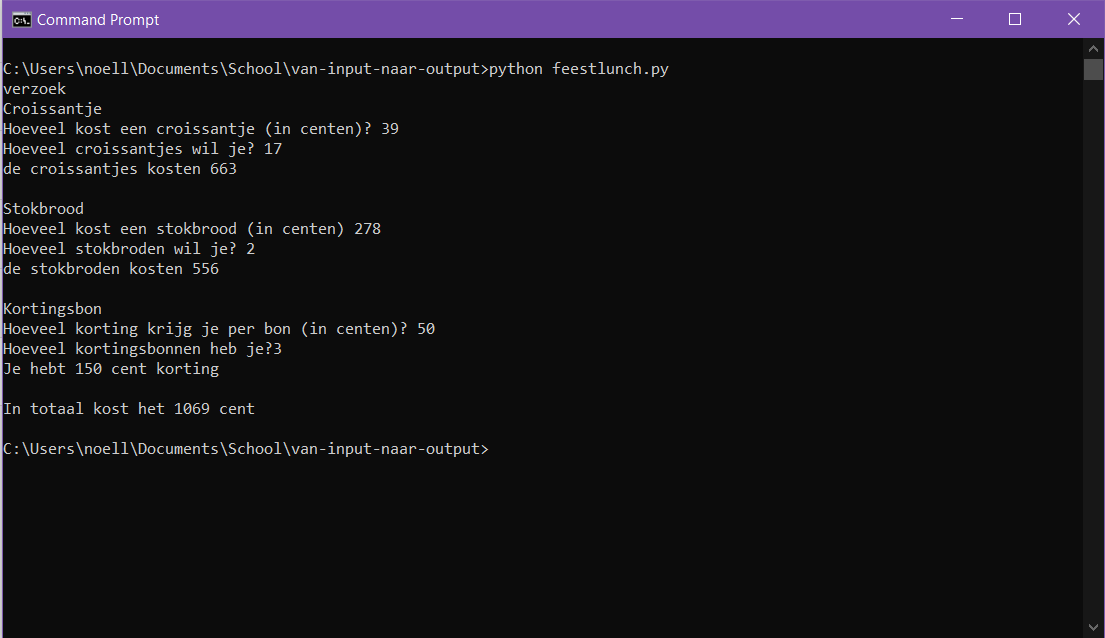 Command Prompt
C:\Users\noell\Documents\School\van-input-naar-output>python feestlunch.py
verzoek
Croissantje
Hoeveel kost een croissantje (in centen)? 39
Hoeveel croissantjes wil je? 17
de croissantjes kosten 663
Stokbrood
Hoeveel kost een stokbrood (in centen) 278
Hoeveel stokbroden wil je? 2
de stokbroden kosten 556
Kortingsbon
Hoeveel korting krijg je per bon (in centen)? 50
Hoeveel kortingsbonnen heb je?3
Je hebt 150 cent korting
In totaal kost het 1069 cent
C:\Users\noell\Documents\School\van-input-naar-output>